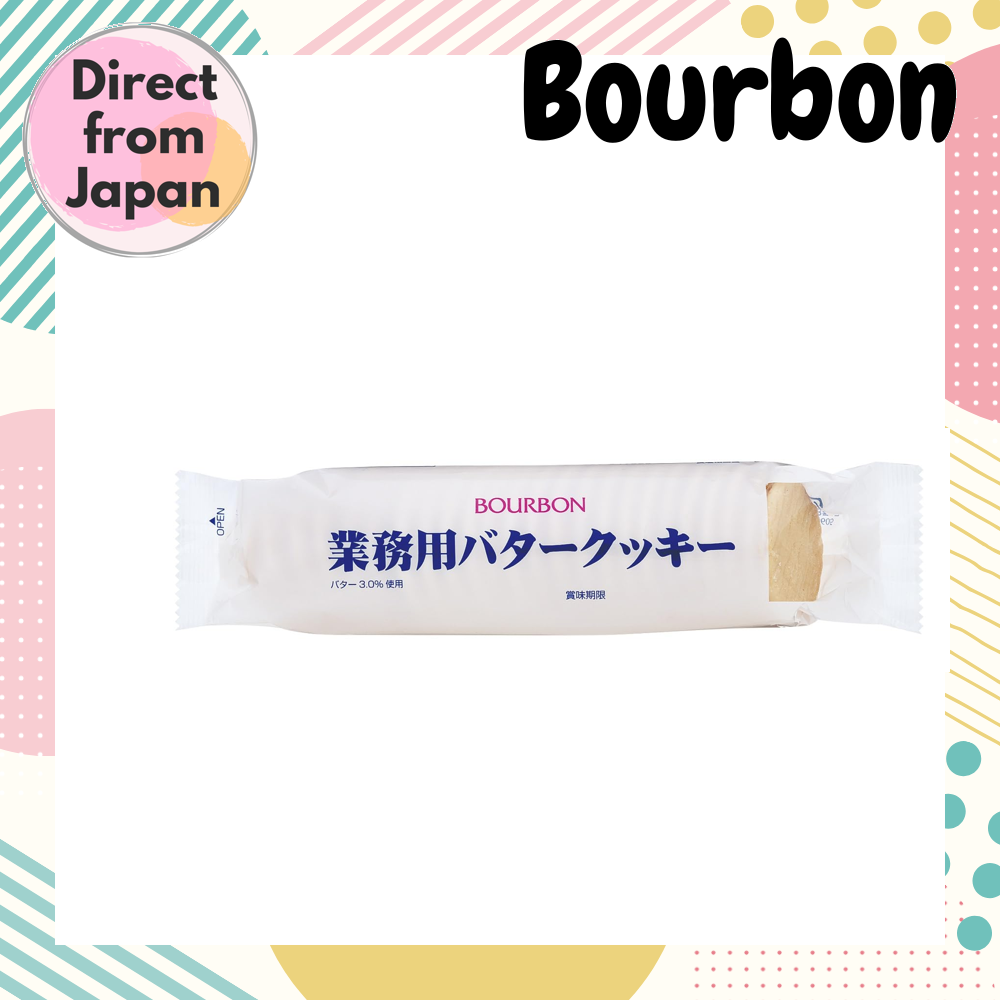 Direct
from
Japan
Bourbon
OPEN
BOURBON
業務用バタークッキー
バター3.0% 使用
賞味期限